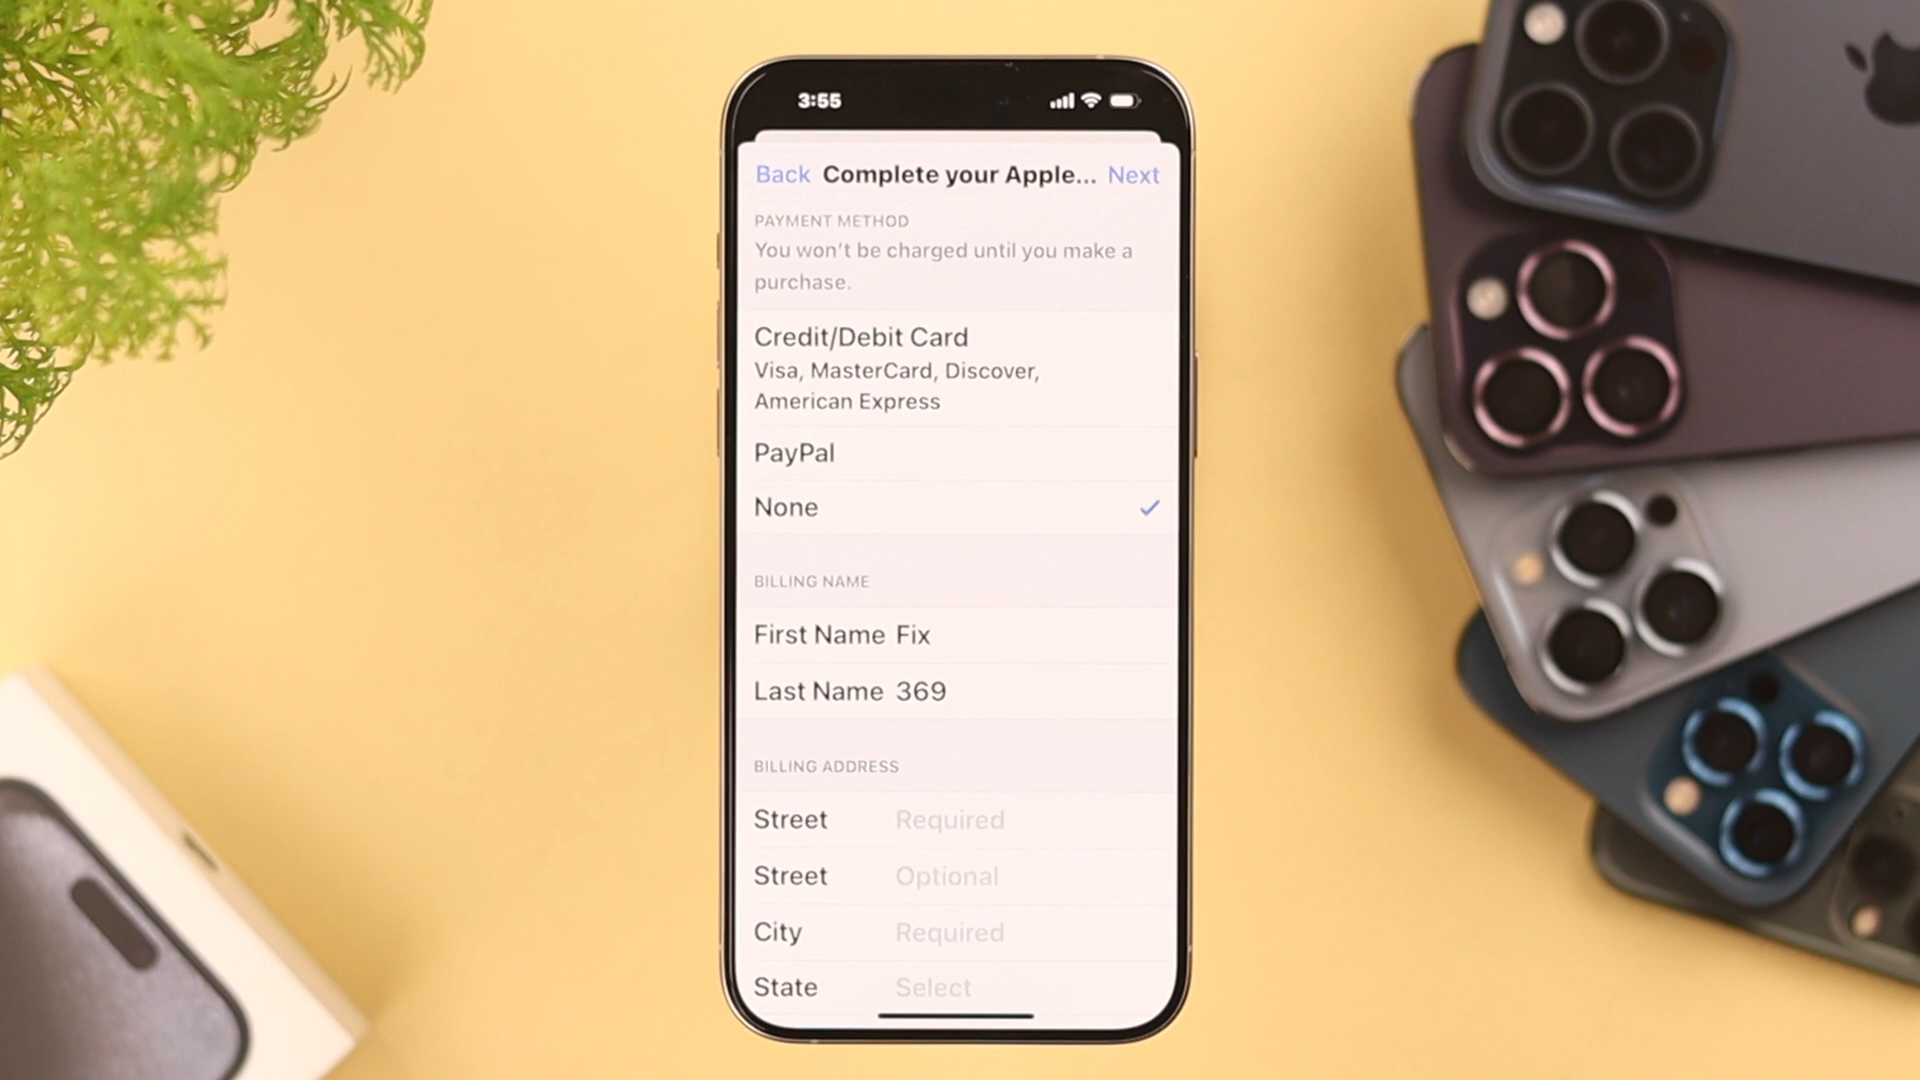 3:55
Back Complete your Apple... Next
PAYMENT METHOD
You won't be charged until you make a
purchase.
Credit/Debit Card
Visa, MasterCard, Discover,
American Express
PayPal
None
BILLING NAME
First Name Fix
Last Name 369
BILLING ADDRESS
Street Required
Street Optional
City Required
State Select